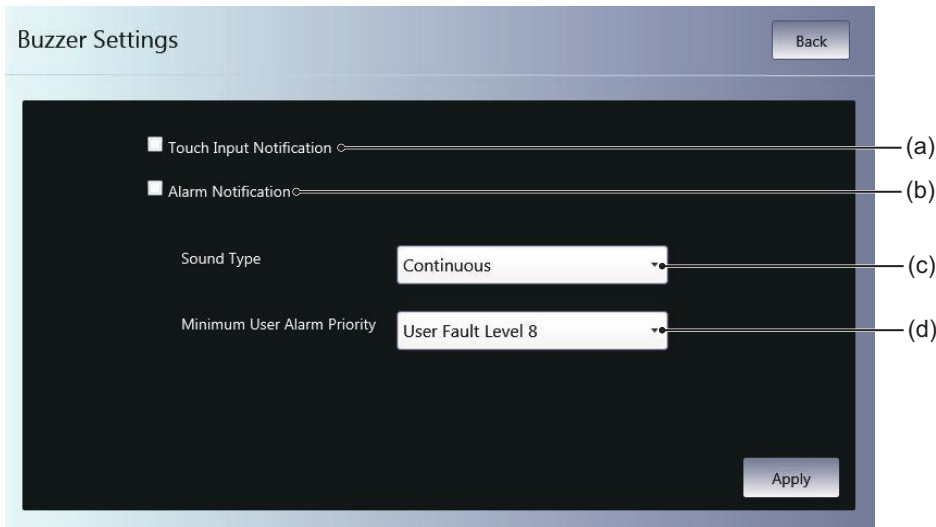 Buzzer Settings
Back
Touch Input Notification
(a)
Alarm Notification
(b)
Sound Type
Continuous
(c)
Minimum User Alarm Priority
User Fault Level 8
(d)
Apply